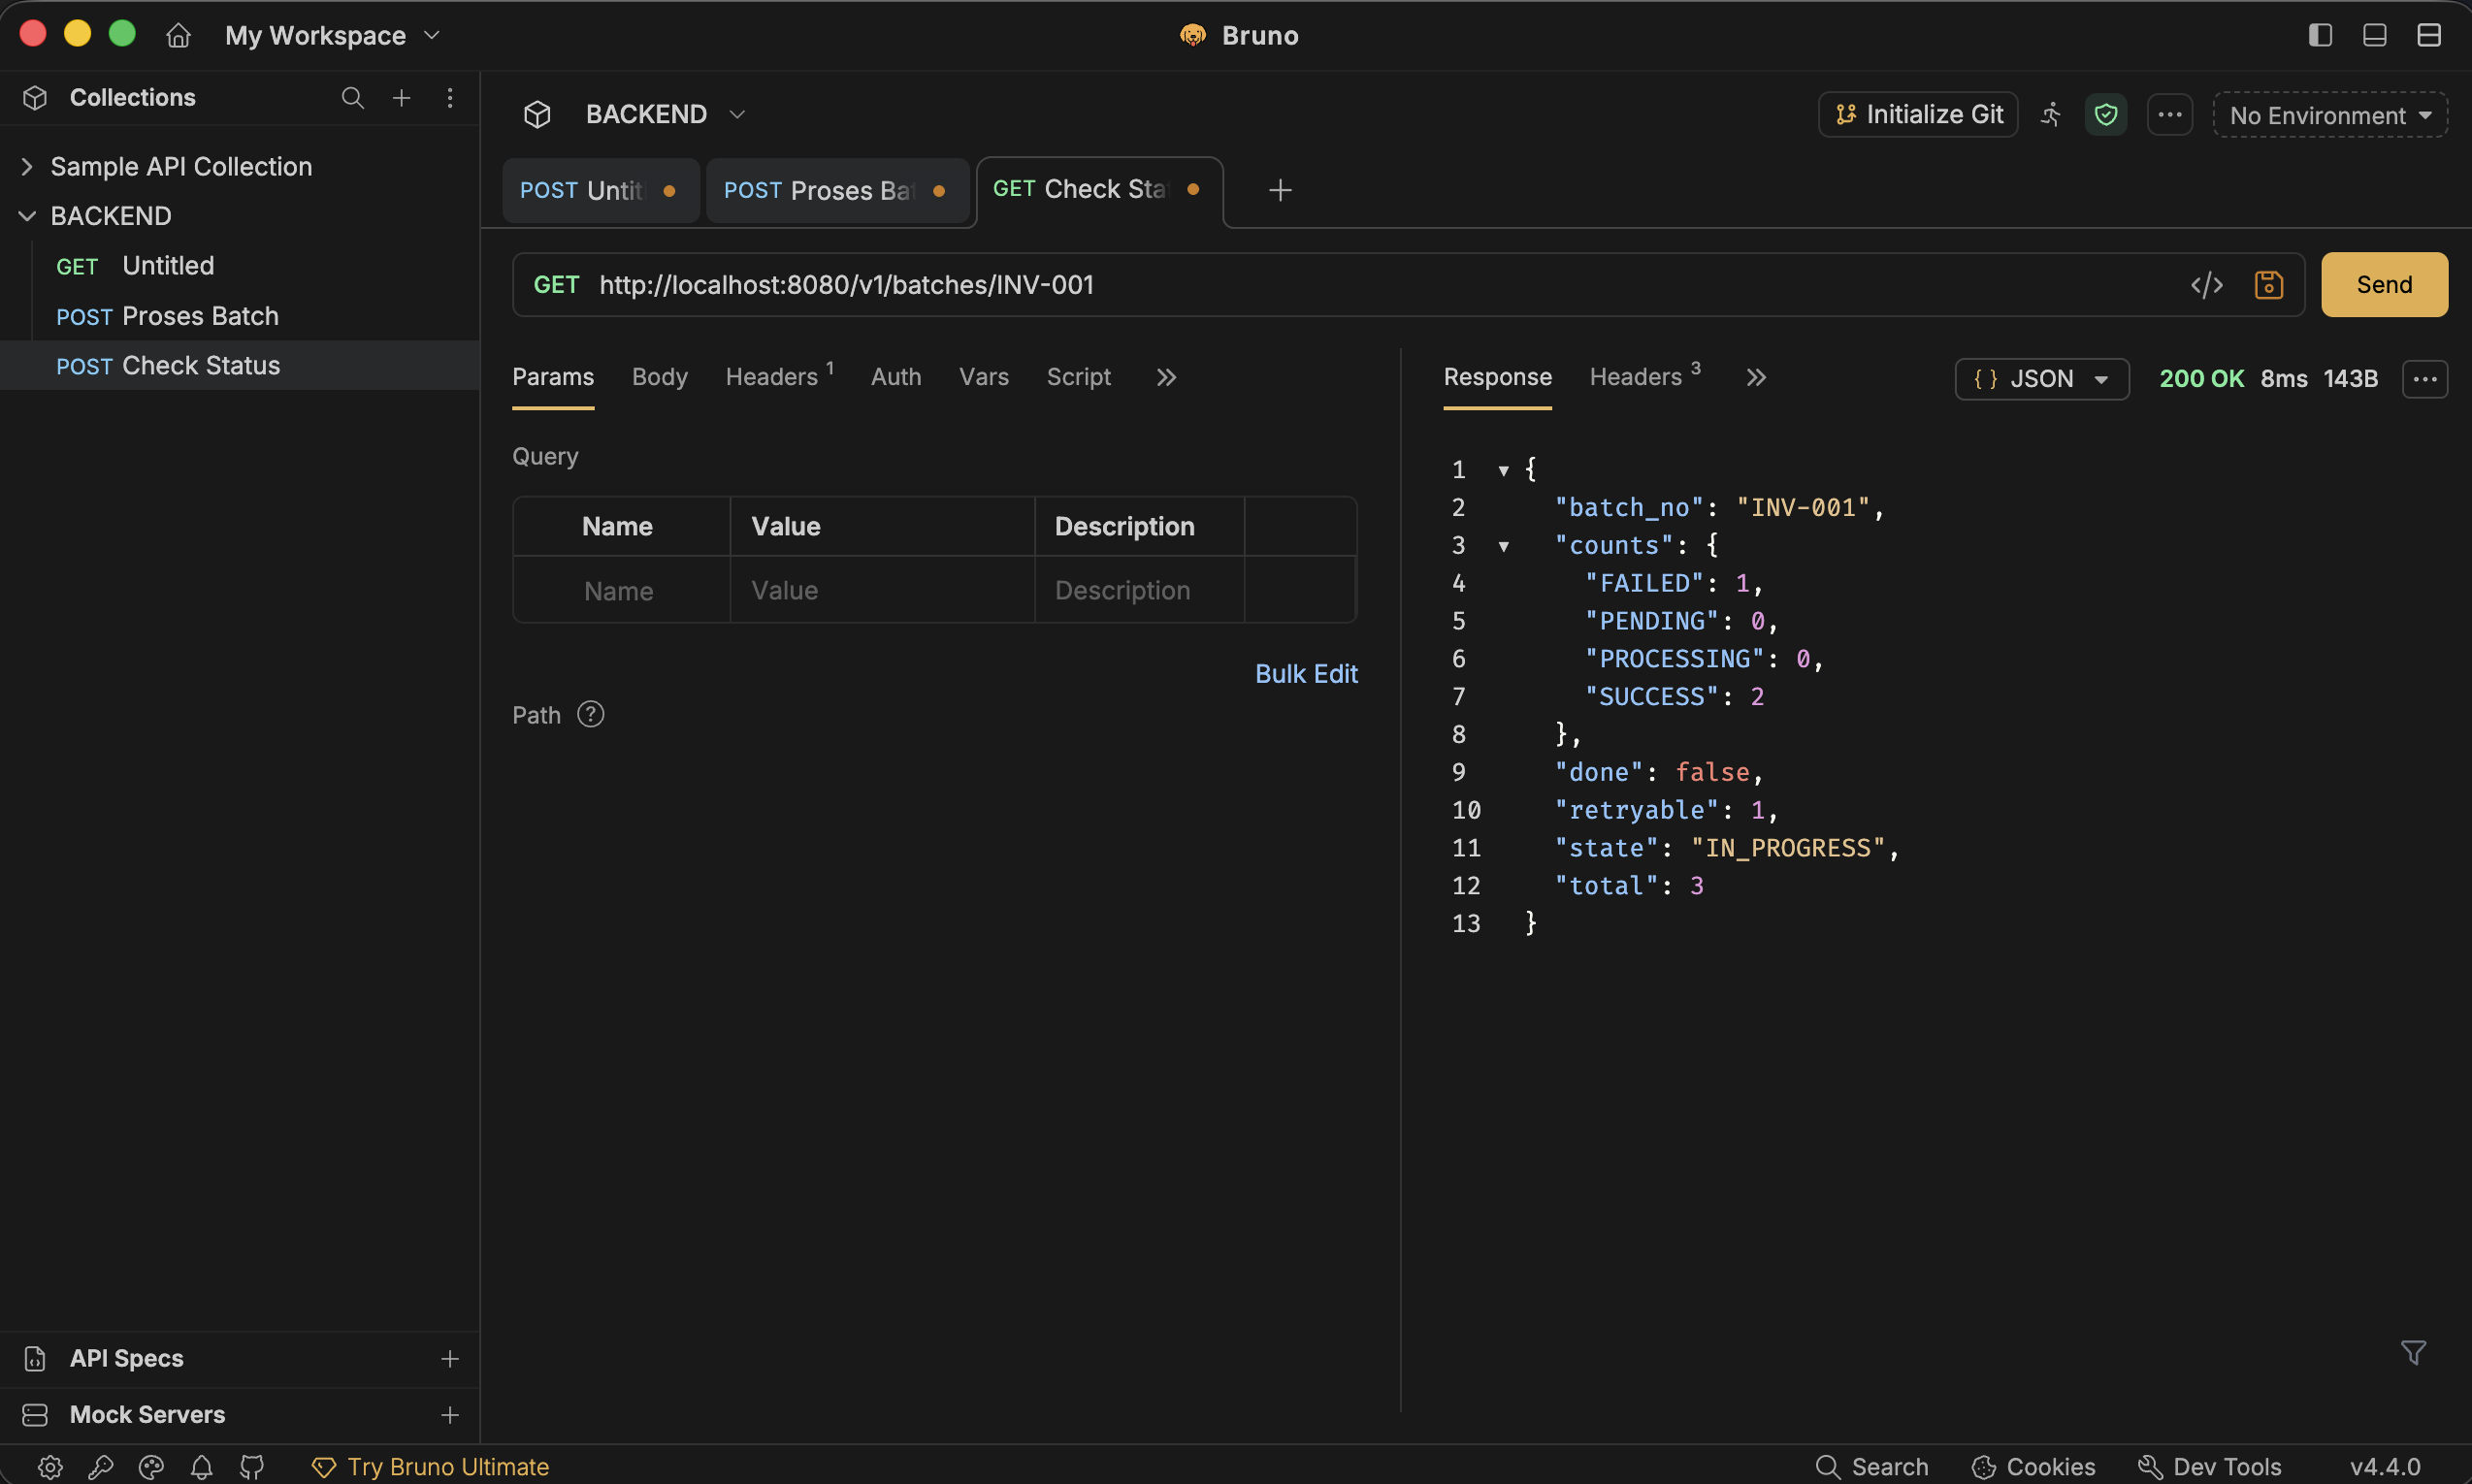 My Workspace
Bruno
Collections
Sample API Collection
BACKEND
GET Untitled
POST Proses Batch
POST Check Status
API Specs
Mock Servers
BACKEND
Initialize Git
No Environment
POST Untit
POST Proses Bat
GET Check Sta
GET http://localhost:8080/v1/batches/INV-001
Send
Params Body Headers 1 Auth Vars Script
Query
Name Value Description
Name Value Description
Bulk Edit
Path ?
Response Headers 3
{ } JSON
200 OK 8ms 143B
1 {
2 "batch_no": "INV-001",
3 "counts": {
4 "FAILED": 1,
5 "PENDING": 0,
6 "PROCESSING": 0,
7 "SUCCESS": 2
8 },
9 "done": false,
10 "retryable": 1,
11 "state": "IN_PROGRESS",
12 "total": 3
13 }
Try Bruno Ultimate
Search Cookies Dev Tools v4.4.0